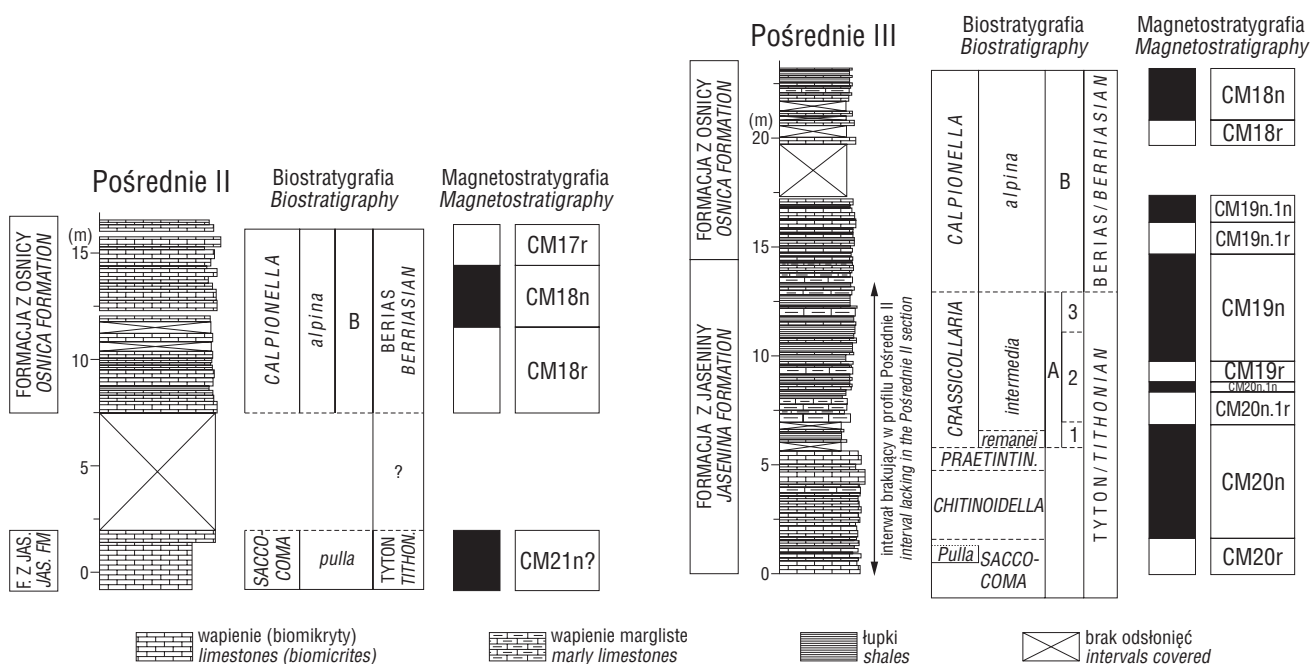 Pośrednie II
Biostratygrafia
Biostratigraphy
Magnetostratygrafia
Magnetostratigraphy
FORMACJA Z OSNICY
OSNICA FORMATION
F. Z JAS.
JAS. FM
(m)
15
10
5
0
CALPIONELLA
alpina
B
BERIAS
BERRIASIAN
?
SACCO-
COMA
pulla
TYTON
TITHON.
CM17r
CM18n
CM18r
CM21n?
Pośrednie III
Biostratygrafia
Biostratigraphy
Magnetostratygrafia
Magnetostratigraphy
FORMACJA Z OSNICY
OSNICA FORMATION
FORMACJA Z JASENINY
JASENINA FORMATION
(m)
20
15
10
5
0
interwał brakujący w profilu Pośrednie II
interval lacking in the Pośrednie II section
CALPIONELLA
alpina
B
BERIAS/BERRIASIAN
CRASSICOLLARIA
intermedia
remanei
A
3
2
1
PRAETINTIN.
CHITINOIDELLA
Pulla
SACCO-
COMA
TYTON/TITHONIAN
CM18n
CM18r
CM19n.1n
CM19n.1r
CM19n
CM19r
CM20n.1n
CM20n.1r
CM20n
CM20r
wapienie (biomikryty)
limestones (biomicrites)
wapienie margliste
marly limestones
łupki
shales
brak odsłonięć
intervals covered